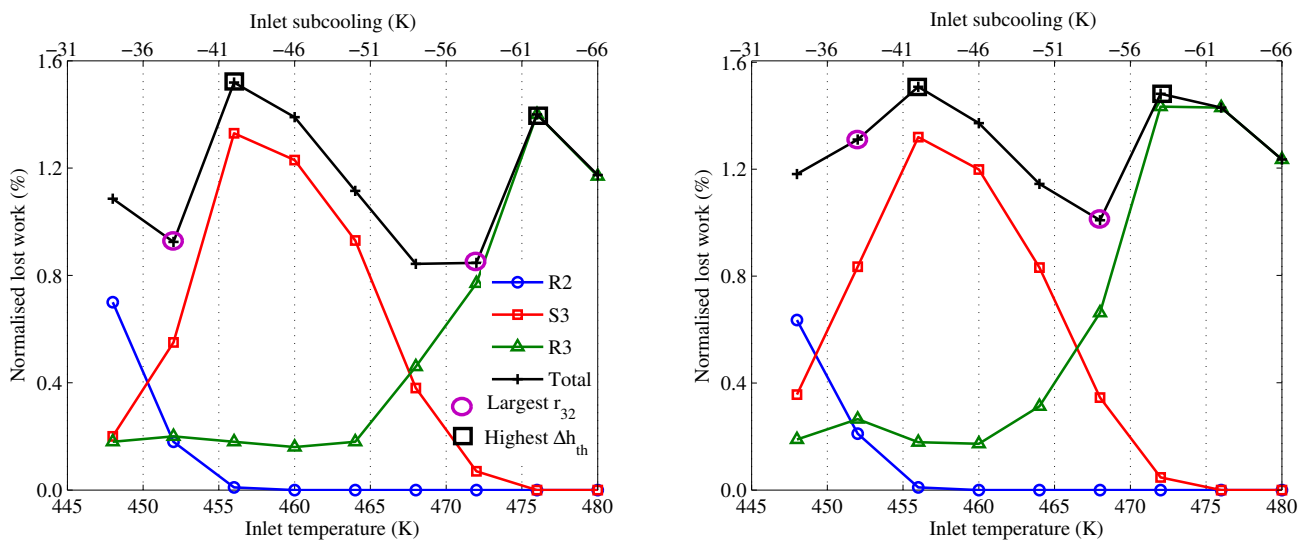 Inlet subcooling (K)
−31 −36 −41 −46 −51 −56 −61 −66
1.6
1.2
0.8
0.4
0.0
Normalised lost work (%)
R2
S3
R3
Total
Largest r32
Highest Δhth
445 450 455 460 465 470 475 480
Inlet temperature (K)
Inlet subcooling (K)
−31 −36 −41 −46 −51 −56 −61 −66
1.6
1.2
0.8
0.4
0.0
Normalised lost work (%)
445 450 455 460 465 470 475 480
Inlet temperature (K)